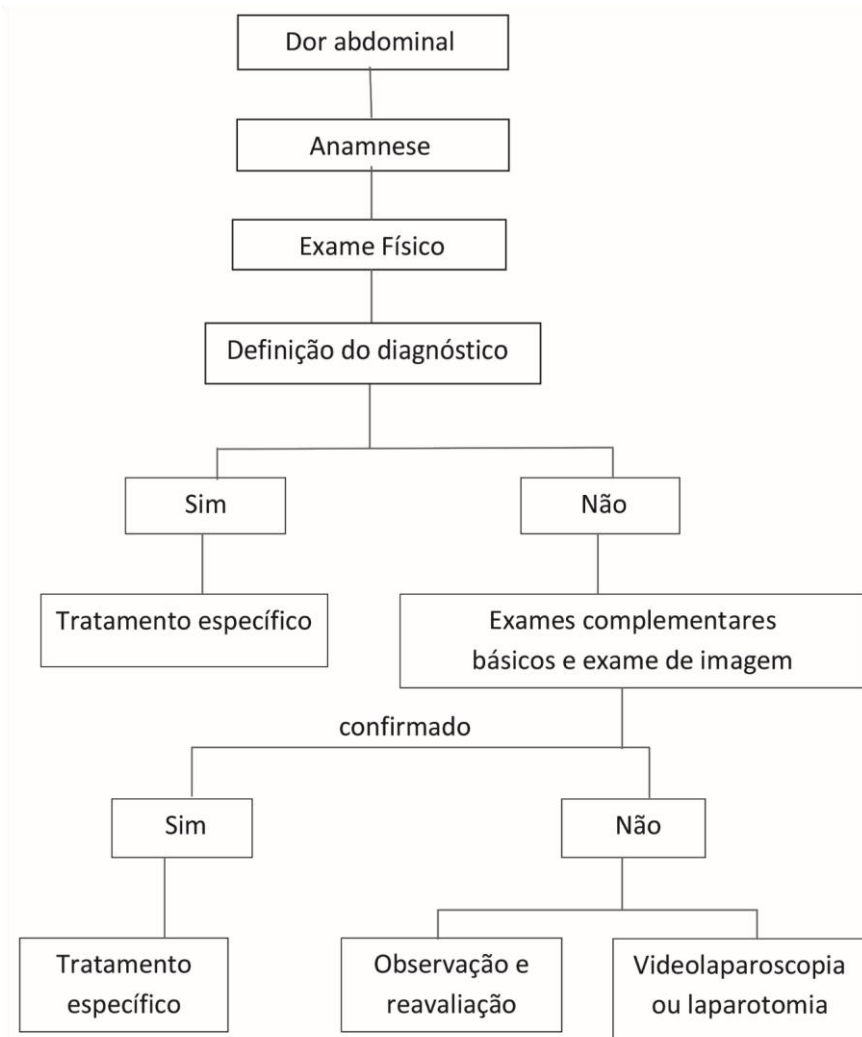 Dor abdominal
Anamnese
Exame Físico
Definição do diagnóstico
Sim
Não
Tratamento específico
Exames complementares
básicos e exame de imagem
confirmado
Sim
Não
Tratamento
específico
Observação e
reavaliação
Videolaparoscopia
ou laparotomia